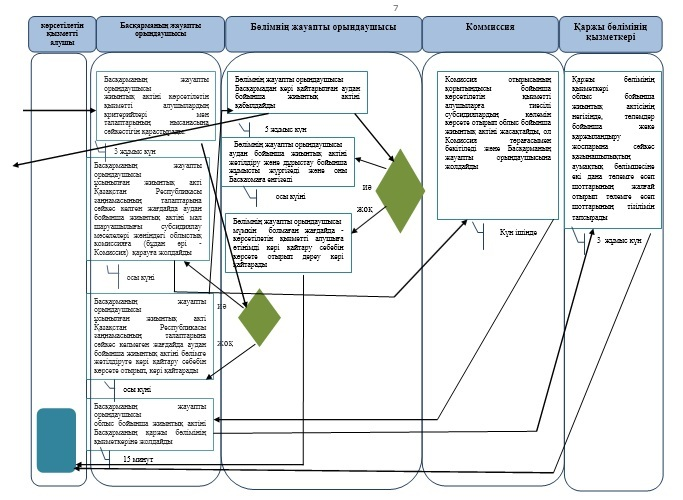 7
көрсетілетін
қызметті
алушы
Басқарманың жауапты
орындаушысы
Бөлімнің жауапты орындаушысы
Комиссия
Қаржы бөлімінің
қызметкері
Басқарманың жауапты
орындаушысы
жиынтық актіні көрсетілетін
қызметті алушылардың
критерийлері мен
талаптарының нысанасына
сәйкестігін қарастырады.
3 жұмыс күн
Басқарманың жауапты
орындаушысы
ұсынылған жиынтық акті
Қазақстан Республикасы
заңнамасының талаптарына
сәйкес келген жағдайда аудан
бойынша жиынтық актіні мал
шаруашылығы субсидиялау
мәселелері жөніндегі облыстық
комиссияға (бұдан әрі -
Комиссия) қарауға жолдайды
осы күні
Басқарманың жауапты
орындаушысы
ұсынылған жиынтық акт
Қазақстан Республикасы
заңнамасының талаптарына
сәйкес келмеген жағдайда аудан
бойынша жиынтық актіні бөлімге
жетілдіруге кері қайтару себебін
көрсете отырып, кері қайтарады
осы күні
Басқарманың жауапты
орындаушысы
облыс бойынша жиынтық актіні
Басқарманың қаржы бөлімінің
қызметкеріне жолдайды
15 минут
Бөлімнің жауапты орындаушысы
Басқармадан кері қайтарылған аудан
бойынша жиынтық актіні
қабылдайды
5 жұмыс күн
Бөлімнің жауапты орындаушысы
аудан бойынша жиынтық актіні
жетілдіру және дұрыстау бойынша
жұмысты жүргізеді және оны
Басқармаға енгізеді
осы күіні
Бөлімнің жауапты орындаушысы
мүмкін болмаған жағдайда -
көрсетілетін қызметті алушыға
өтінімді кері қайтару себебін
көрсете отырып дереу кері
қайтарады
иә
жоқ
иә
жоқ
Комиссия отырысының
қорытындысы бойынша
көрсетілетін қызметті
алушыларға тиесілі
субсидиялардың көлемін
көрсете отырып облыс бойынша
жиынтық актіні жасақтайды, ол
Комиссия төрағасымен
бекітіледі және Басқарманың
жауапты орындаушысына
жолдайды
Күн ішінде
Қаржы бөлімінің
қызметкері
облыс бойынша
жиынтық актісінің
негізінде, төлемдер
бойынша жеке
қаржыландыру
жоспарына сәйкес
қазынашылықтың
аумақтық бөлімшесіне
екі дана төлемге есеп
шоттарының жалғай
отырып төлемге есеп
шоттарының тізілімін
тапсырады
3 жұмыс күн